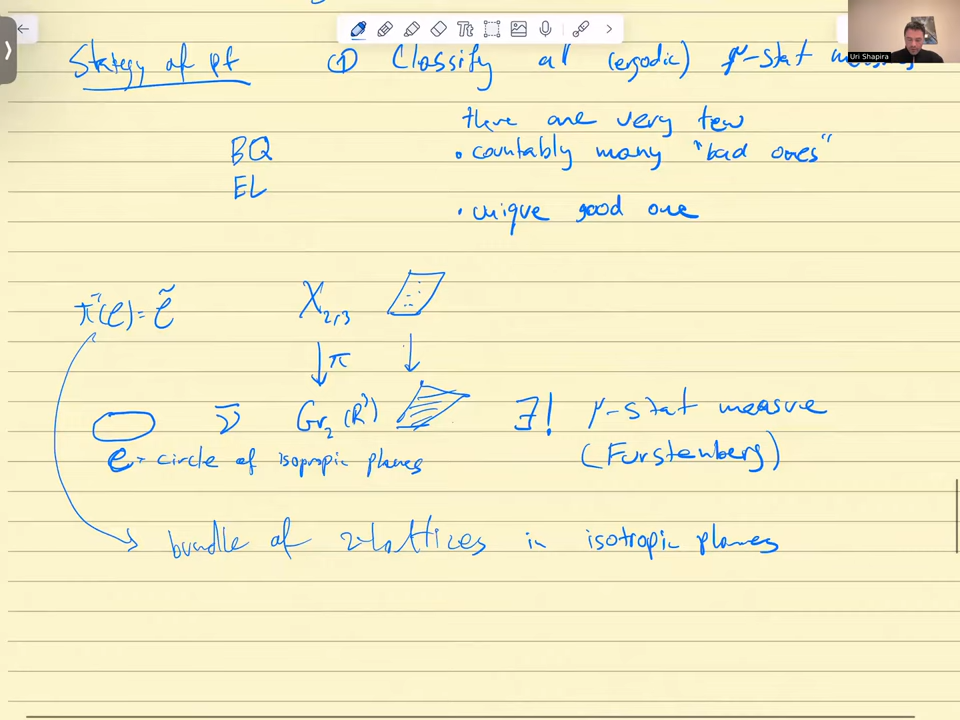 Strategy of pf ① Classify all (ergodic) μ-stat
there are very few
BQ
• countably many "bad ones"
EL
• unique good one
π⁻¹(C) = C̃
X₂,₃
↓π
ν̄ Gr₂(ℝ³) ∃! μ-stat measure
C = circle of isotropic planes (Furstenberg)
bundle of 2-lattices in isotropic planes
Uri Shapira